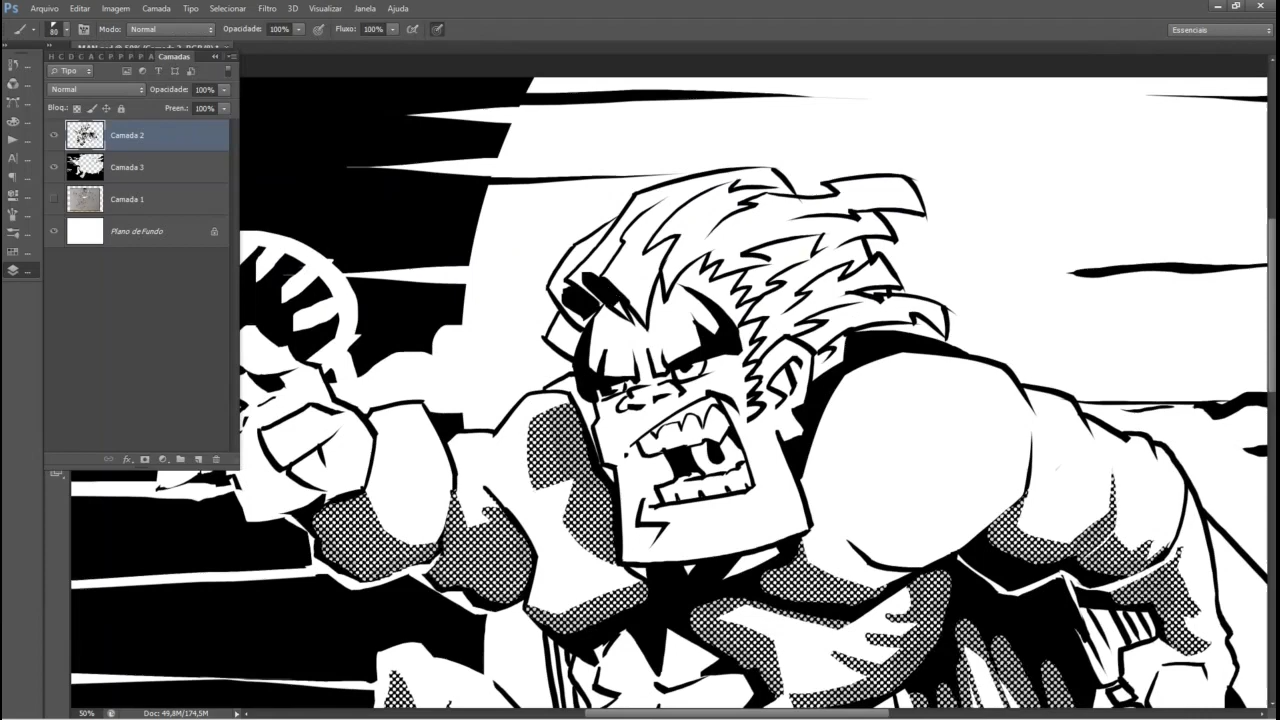 Ps Arquivo Editar Imagem Camada Tipo Selecionar Filtro 3D Visualizar Janela Ajuda
80 Modo: Normal Opacidade: 100% Fluxo: 100% Essenciais
H C D C A C P P P P A Camadas
Tipo
Normal Opacidade: 100%
Bloq.: Preen.: 100%
Camada 2
Camada 3
Camada 1
Plano de Fundo
fx
50% Doc: 49,8M/174,5M